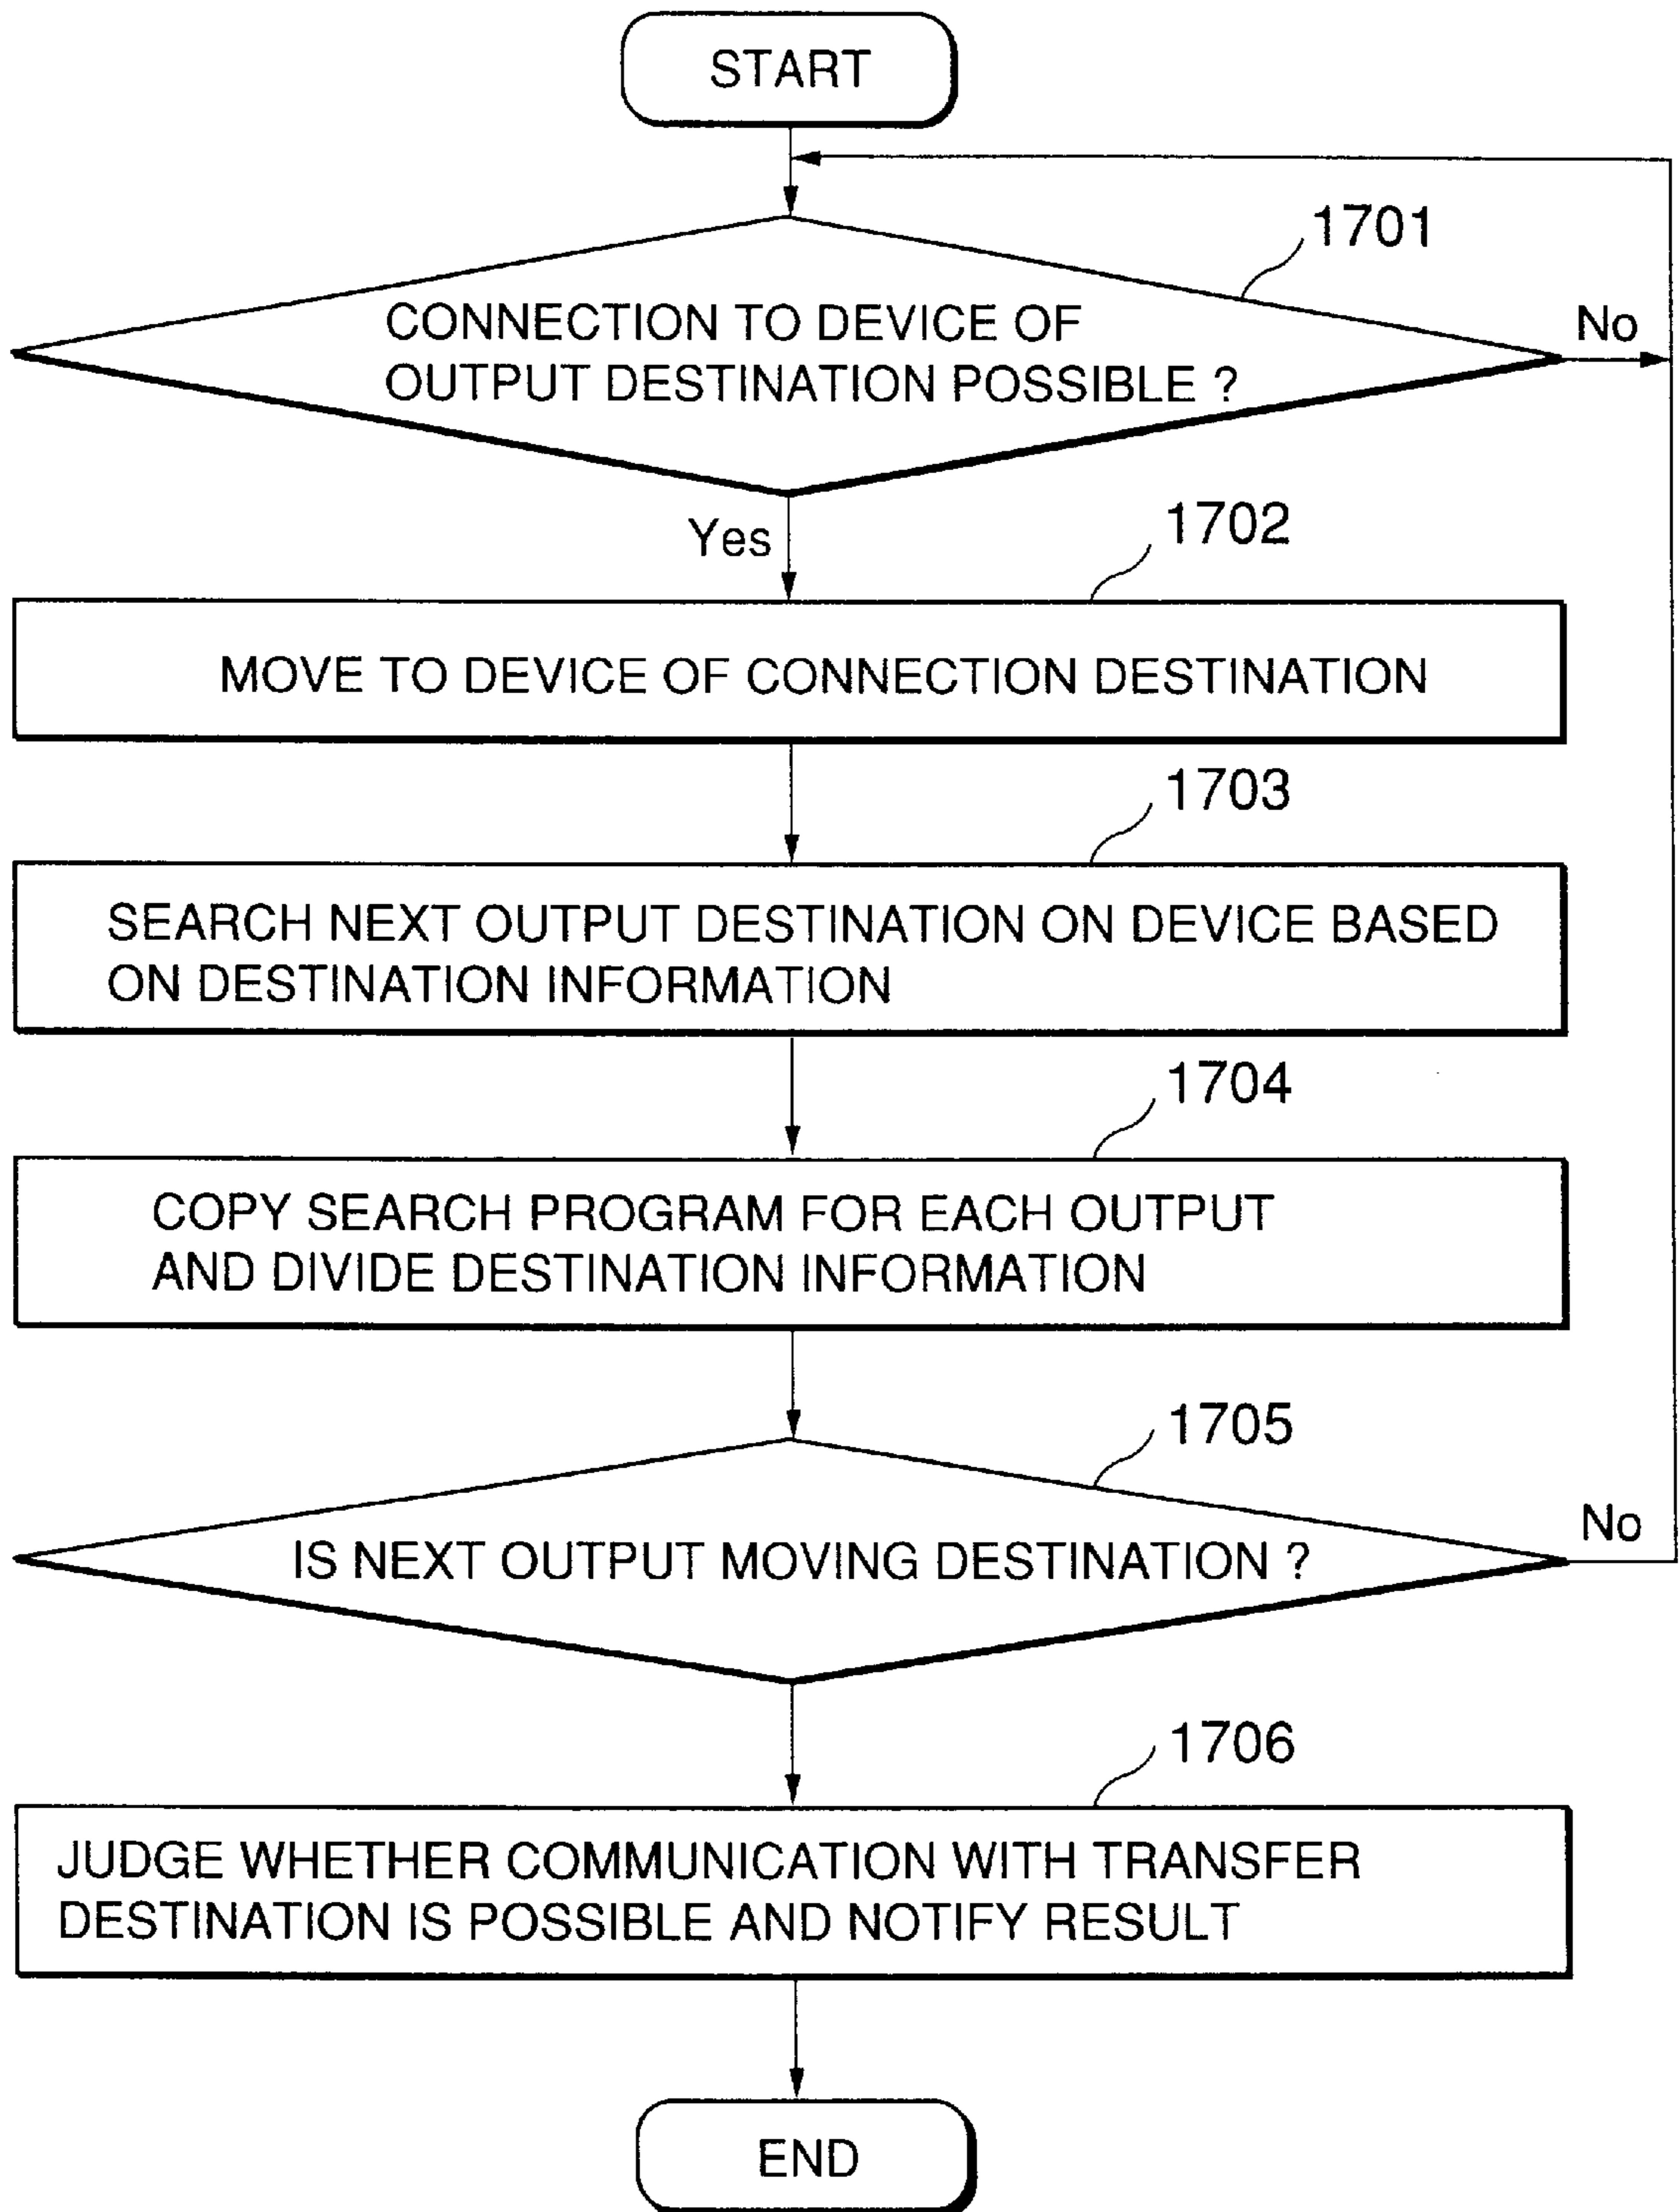 START
1701
CONNECTION TO DEVICE OF
OUTPUT DESTINATION POSSIBLE ?
No
Yes
1702
MOVE TO DEVICE OF CONNECTION DESTINATION
1703
SEARCH NEXT OUTPUT DESTINATION ON DEVICE BASED
ON DESTINATION INFORMATION
1704
COPY SEARCH PROGRAM FOR EACH OUTPUT
AND DIVIDE DESTINATION INFORMATION
1705
IS NEXT OUTPUT MOVING DESTINATION ?
No
1706
JUDGE WHETHER COMMUNICATION WITH TRANSFER
DESTINATION IS POSSIBLE AND NOTIFY RESULT
END